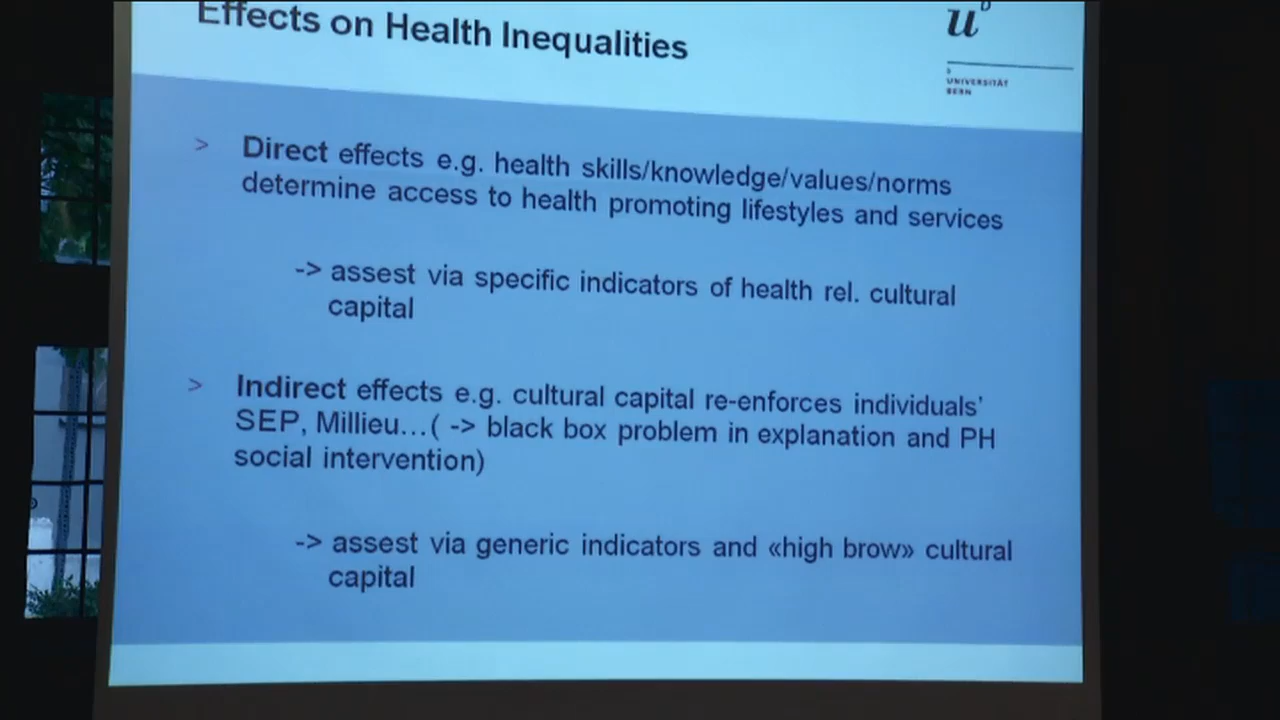 Effects on Health Inequalities
u
b
b
UNIVERSITÄT
BERN
> Direct effects e.g. health skills/knowledge/values/norms
determine access to health promoting lifestyles and services
-> assest via specific indicators of health rel. cultural
capital
> Indirect effects e.g. cultural capital re-enforces individuals'
SEP, Millieu...( -> black box problem in explanation and PH
social intervention)
-> assest via generic indicators and «high brow» cultural
capital